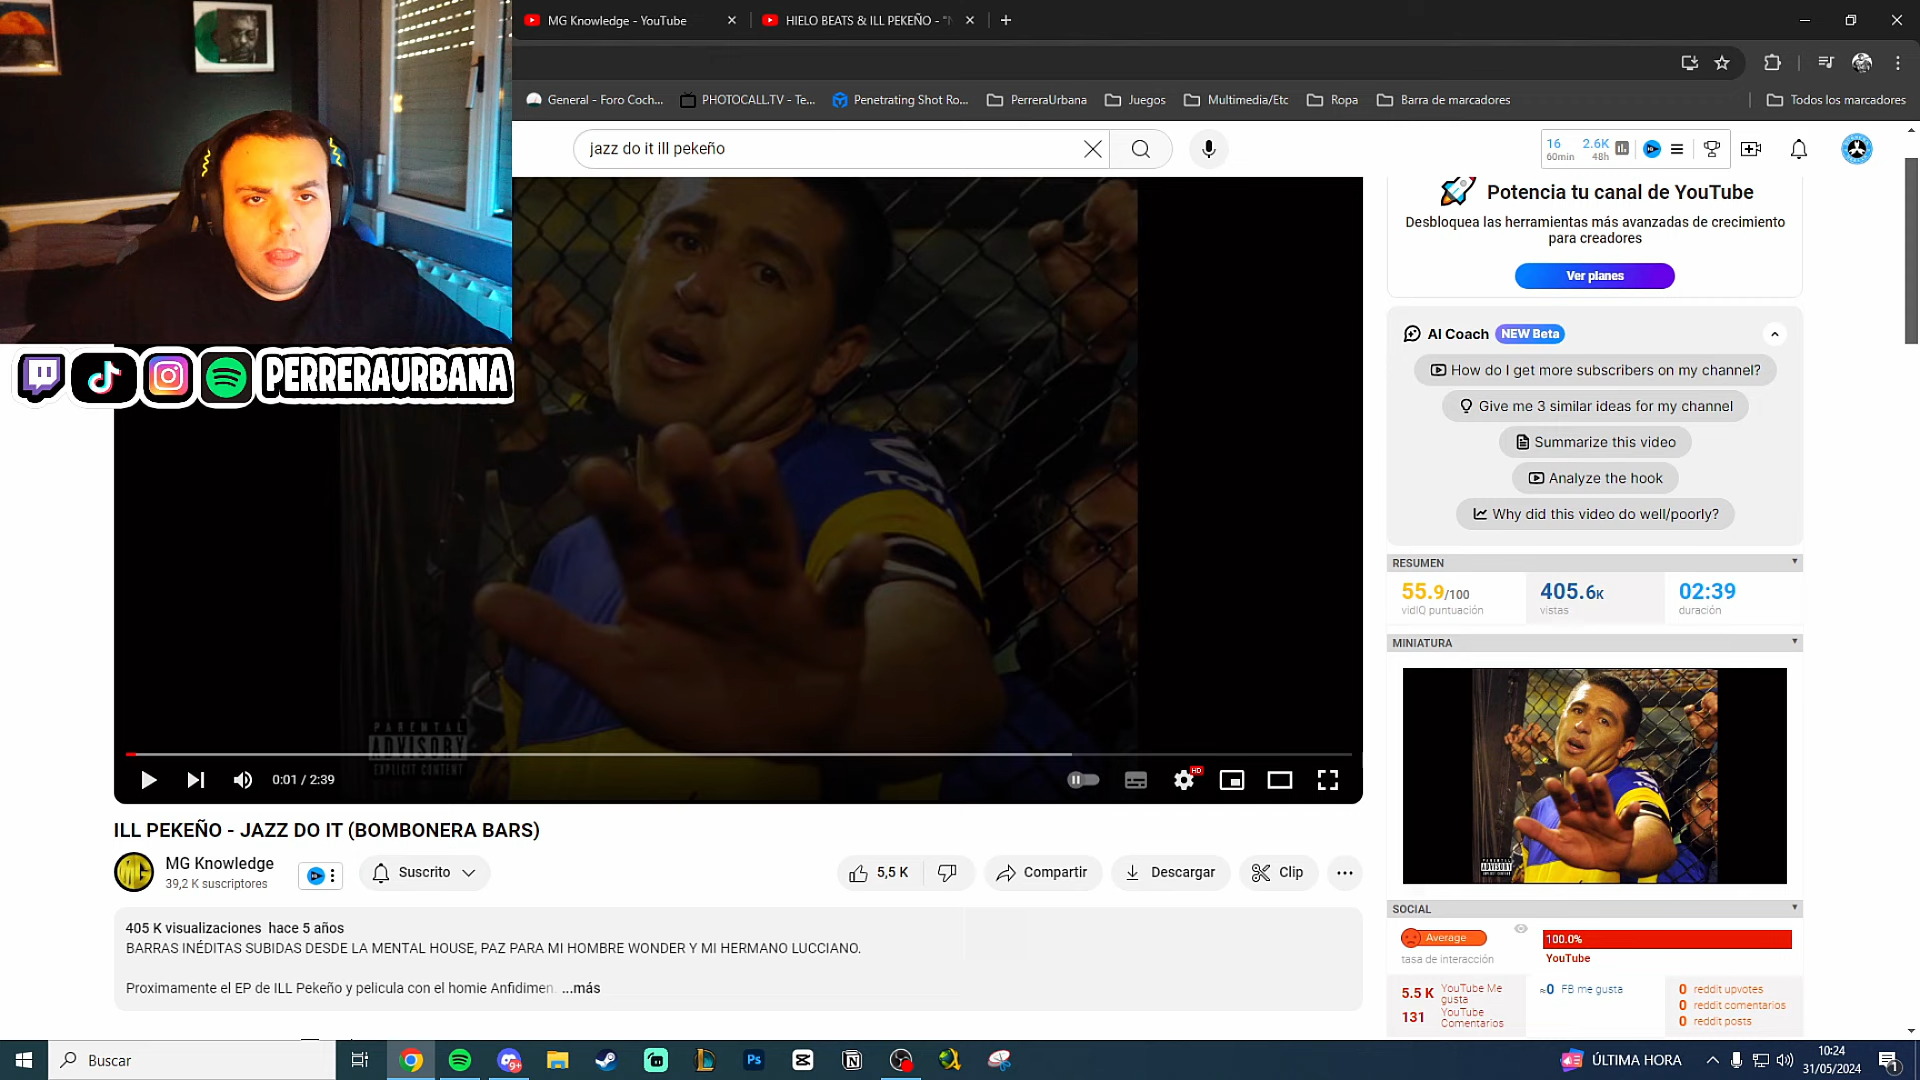 MG Knowledge - YouTube
HIELO BEATS & ILL PEKEÑO - "
General - Foro Coch...
PHOTOCALL.TV - Te...
Penetrating Shot Ro...
PerreraUrbana
Juegos
Multimedia/Etc
Ropa
Barra de marcadores
Todos los marcadores
jazz do it ill pekeño
16
60min
2.6K
48h
Potencia tu canal de YouTube
Desbloquea las herramientas más avanzadas de crecimiento
para creadores
Ver planes
AI Coach NEW Beta
How do I get more subscribers on my channel?
Give me 3 similar ideas for my channel
Summarize this video
Analyze the hook
Why did this video do well/poorly?
PERRERAURBANA
PARENTAL
ADVISORY
EXPLICIT CONTENT
0:01 / 2:39
HD
RESUMEN
55.9/100
vidIQ puntuación
405.6K
vistas
02:39
duración
MINIATURA
PARENTAL
ADVISORY
ILL PEKEÑO - JAZZ DO IT (BOMBONERA BARS)
MG Knowledge
39,2 K suscriptores
Suscrito
5,5 K
Compartir
Descargar
Clip
405 K visualizaciones hace 5 años
BARRAS INÉDITAS SUBIDAS DESDE LA MENTAL HOUSE, PAZ PARA MI HOMBRE WONDER Y MI HERMANO LUCCIANO.
Proximamente el EP de ILL Pekeño y pelicula con el homie Anfidimen. ...más
SOCIAL
Average
tasa de interacción
100.0%
YouTube
5.5 K YouTube Me
gusta
131 YouTube
Comentarios
≈0 FB me gusta
0 reddit upvotes
0 reddit comentarios
0 reddit posts
Buscar
9+
Ps
ÚLTIMA HORA
10:24
31/05/2024
1